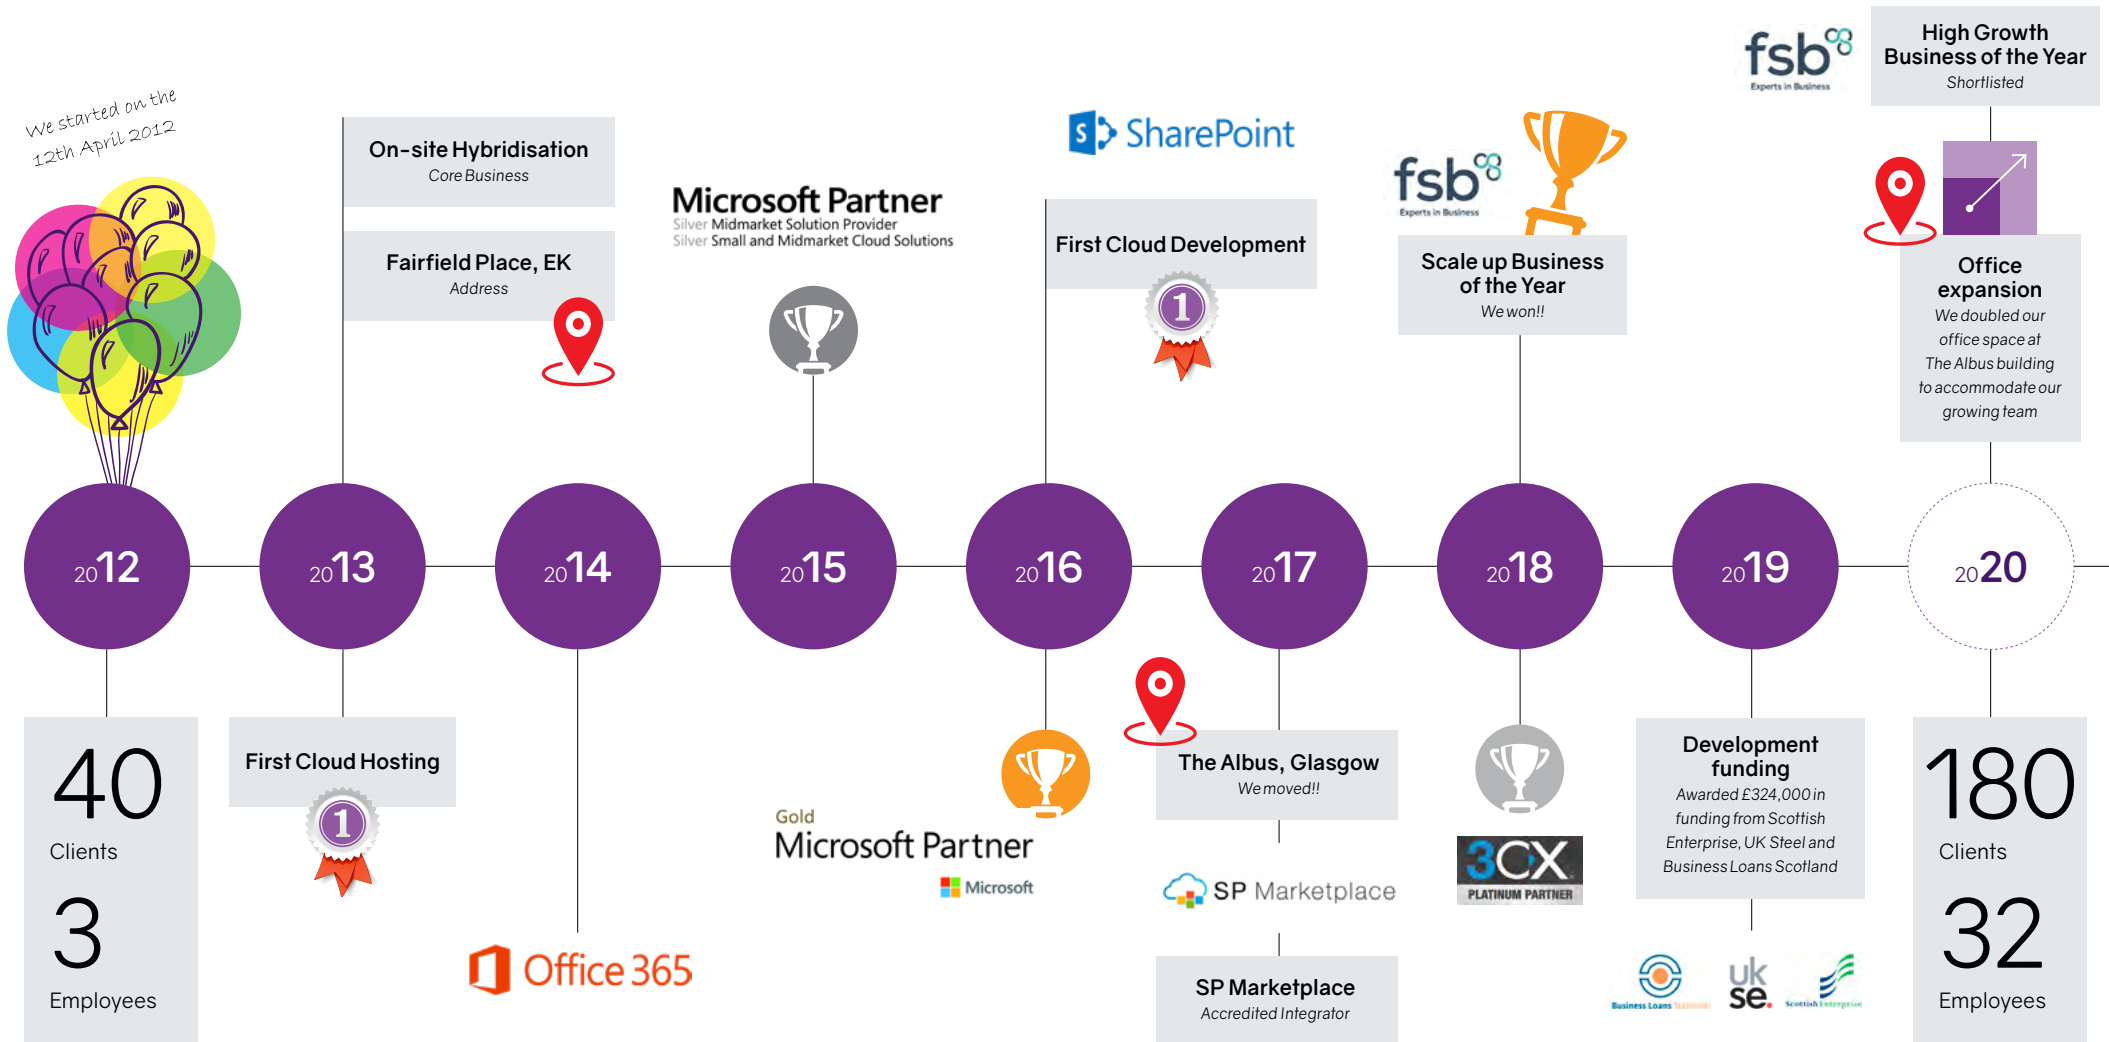 We started on the
12th April 2012
On-site Hybridisation
Core Business
Fairfield Place, EK
Address
Microsoft Partner
Silver Midmarket Solution Provider
Silver Small and Midmarket Cloud Solutions
S SharePoint
First Cloud Development
1
fsb
Experts in Business
Scale up Business
of the Year
We won!!
fsb
Experts in Business
High Growth
Business of the Year
Shortlisted
Office
expansion
We doubled our
office space at
The Albus building
to accommodate our
growing team
2012
2013
2014
2015
2016
2017
2018
2019
2020
40
Clients
3
Employees
First Cloud Hosting
1
Office 365
Gold
Microsoft Partner
Microsoft
The Albus, Glasgow
We moved!!
SP Marketplace
SP Marketplace
Accredited Integrator
3CX
PLATINUM PARTNER
Development
funding
Awarded £324,000 in
funding from Scottish
Enterprise, UK Steel and
Business Loans Scotland
Business Loans
uk
se.
Scottish Enterprise
180
Clients
32
Employees